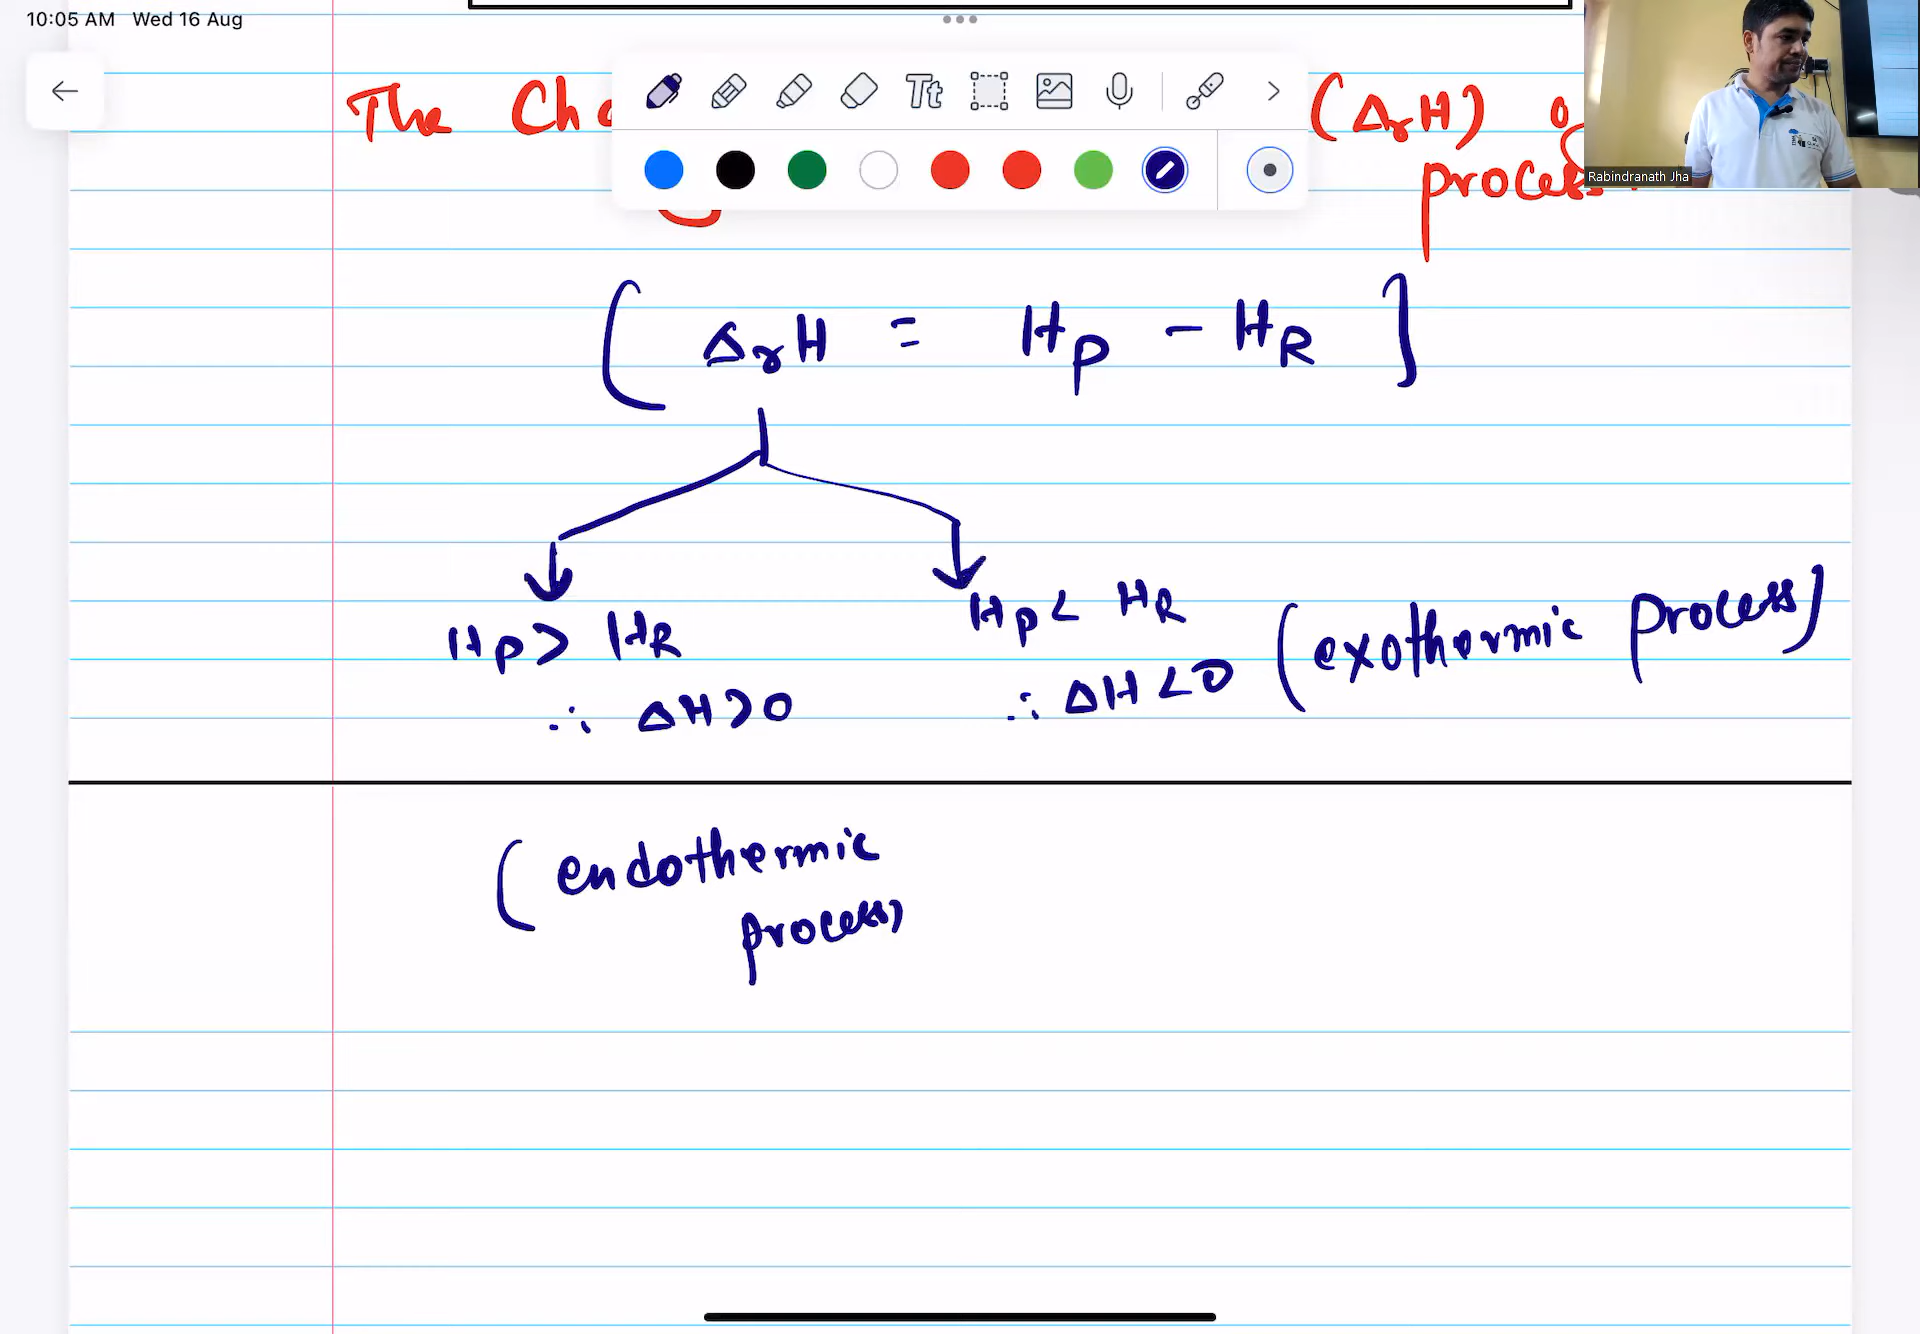 10:05 AM Wed 16 Aug
The (ΔrH)
Tt
process
Rabindranath Jha
( ΔrH = HP - HR ]
HP > HR
HP < HR
(exothermic process)
∴ ΔH>0
∴ ΔH<0
( endothermic
process)